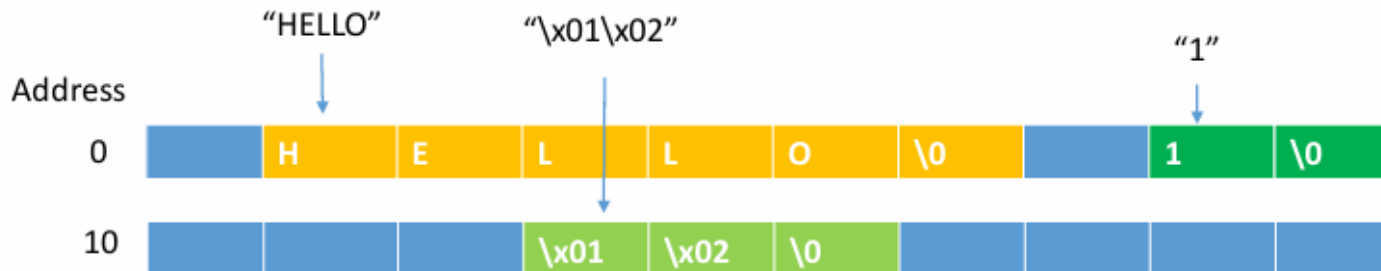 “HELLO” “\x01\x02” “1”
Address
0 H E L L O \0 1 \0
10 \x01 \x02 \0